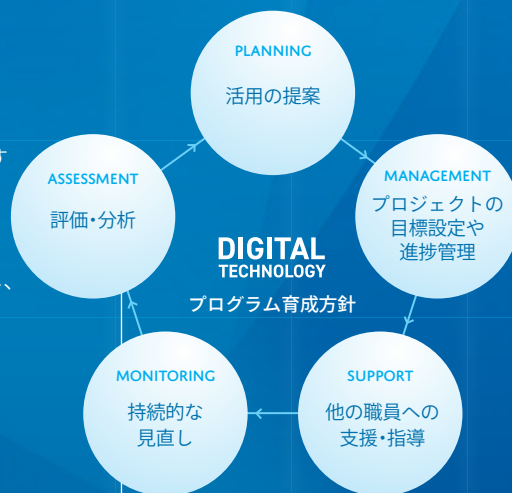 PLANNING
活用の提案
す
ASSESSMENT
評価・分析
MANAGEMENT
プロジェクトの
目標設定や
進捗管理
DIGITAL
TECHNOLOGY
プログラム育成方針
、
MONITORING
持続的な
見直し
SUPPORT
他の職員への
支援・指導